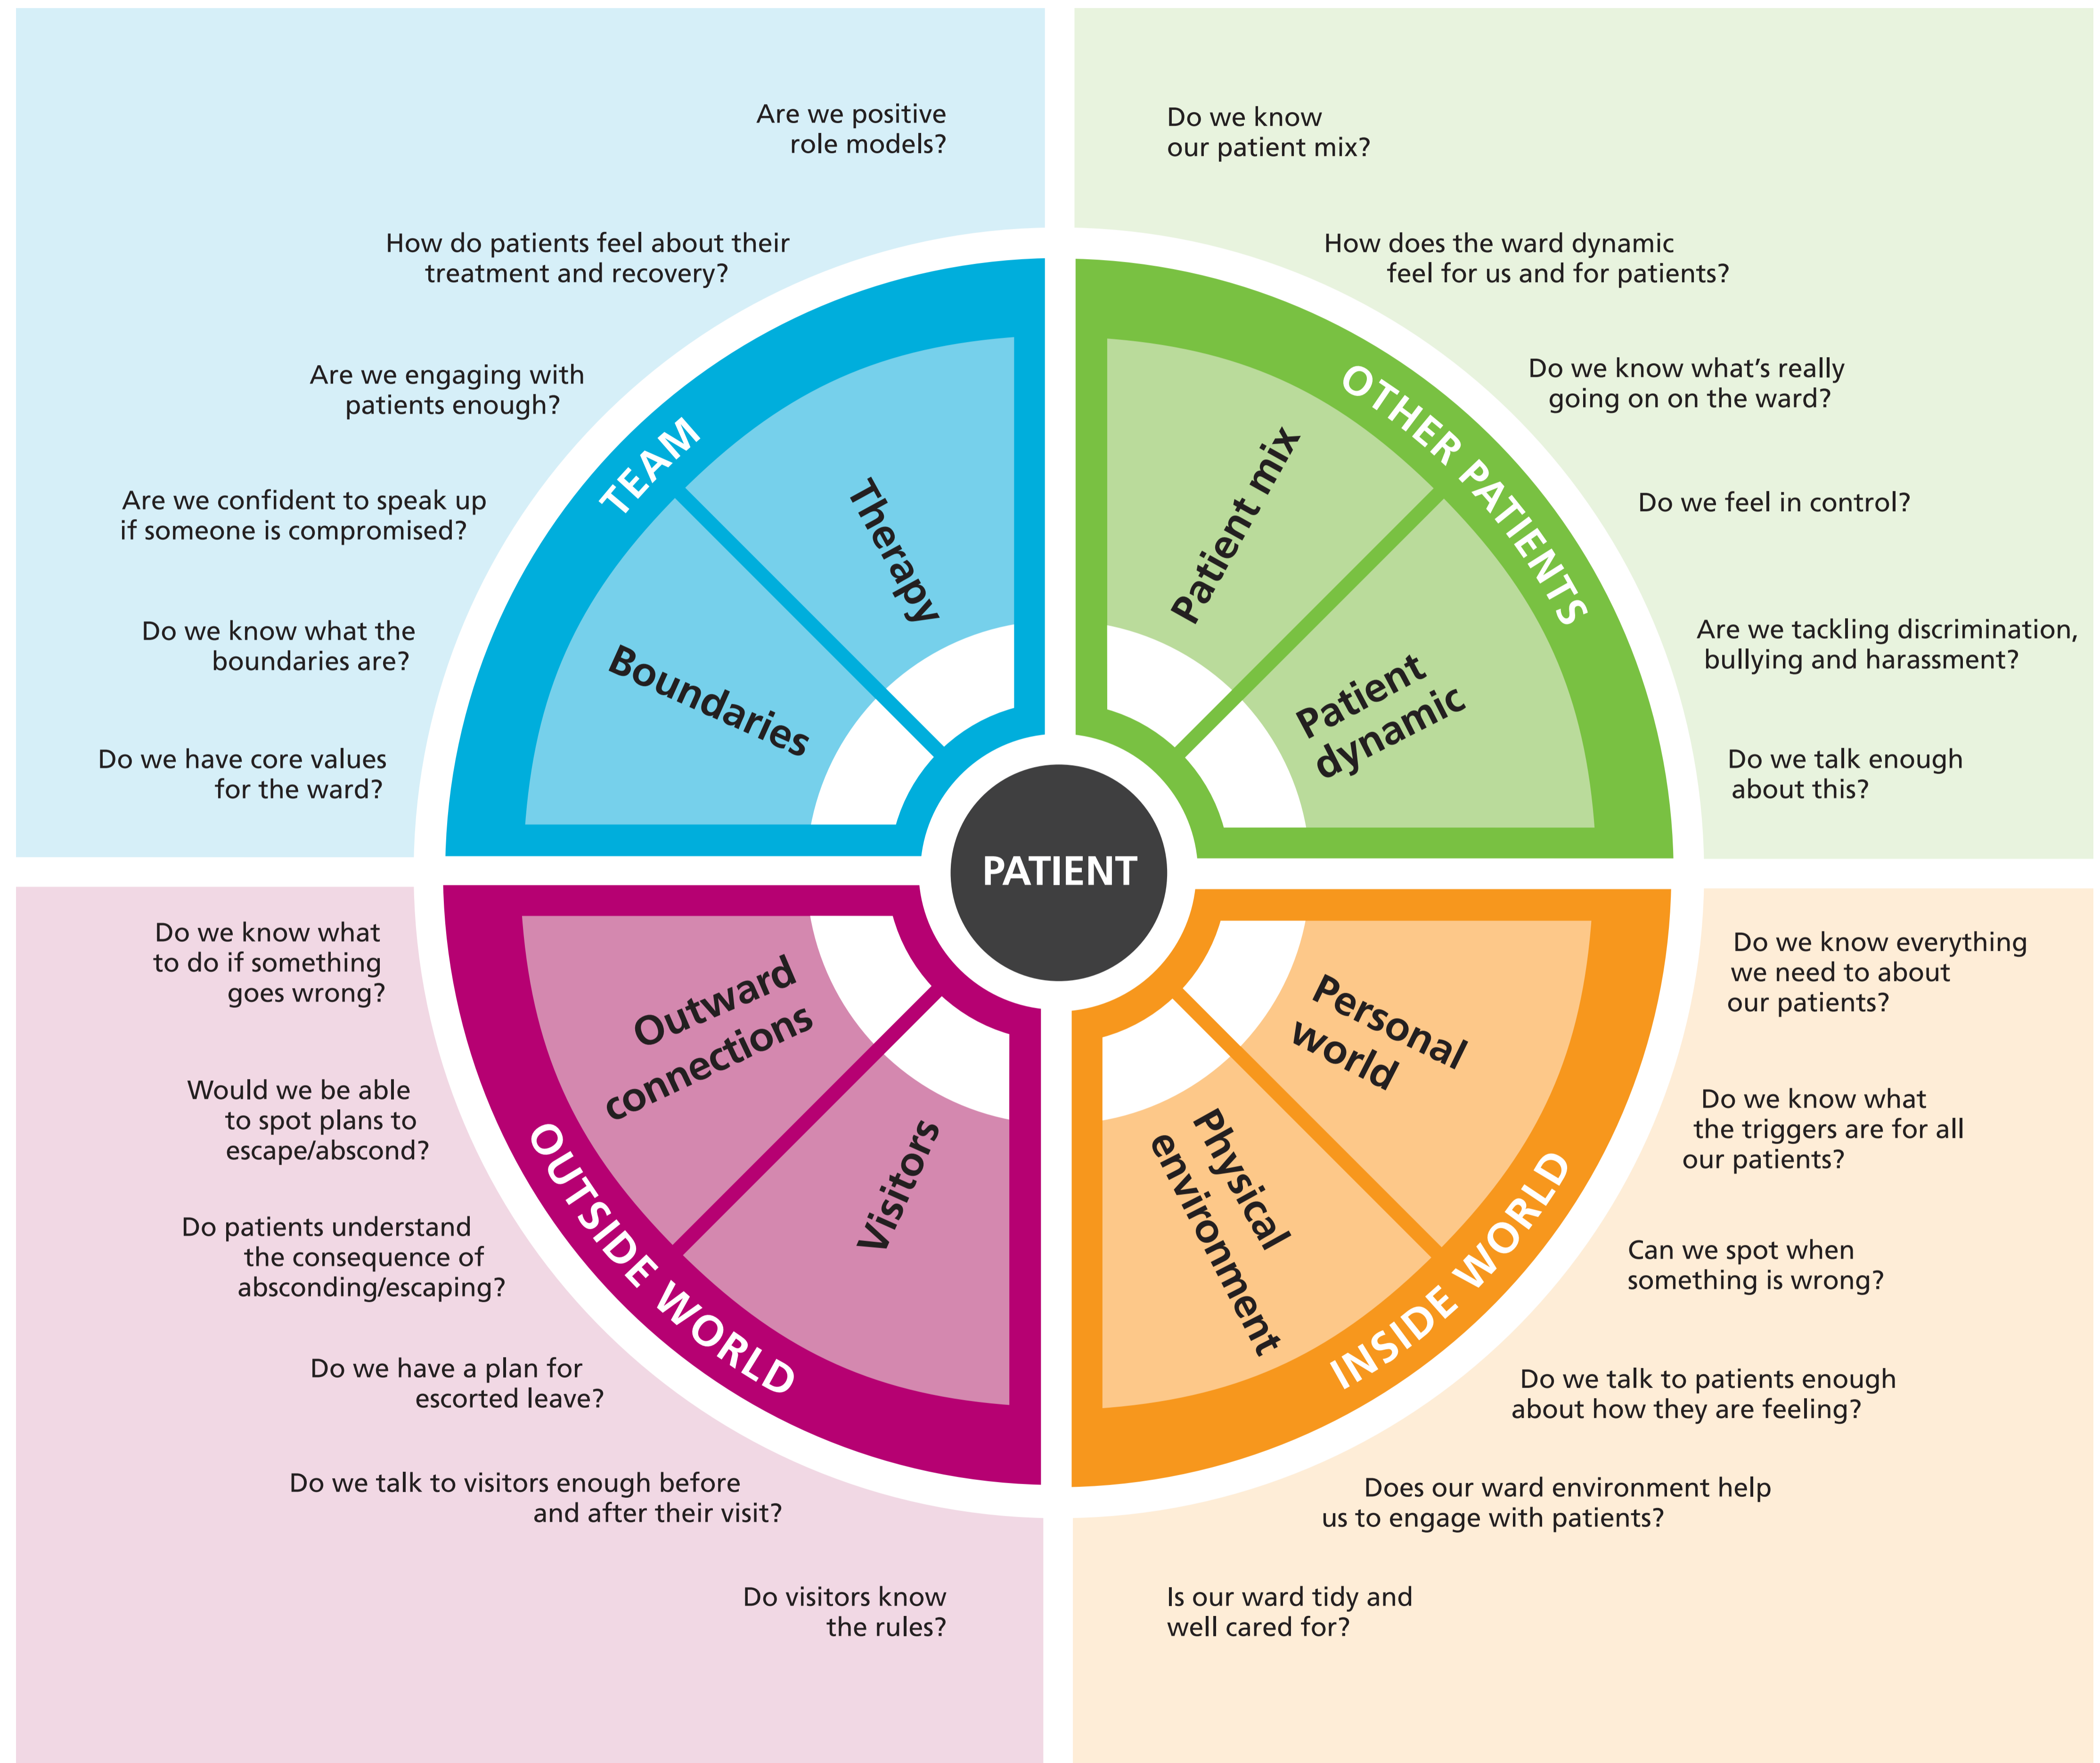 Are we positive
role models?
How do patients feel about their
treatment and recovery?
Are we engaging with
patients enough?
Are we confident to speak up
if someone is compromised?
Do we know what the
boundaries are?
Do we have core values
for the ward?
TEAM
Therapy
Boundaries
Do we know
our patient mix?
How does the ward dynamic
feel for us and for patients?
Do we know what’s really
going on on the ward?
Do we feel in control?
Are we tackling discrimination,
bullying and harassment?
Do we talk enough
about this?
OTHER PATIENTS
Patient mix
Patient
dynamic
PATIENT
Do we know what
to do if something
goes wrong?
Would we be able
to spot plans to
escape/abscond?
Do patients understand
the consequence of
absconding/escaping?
Do we have a plan for
escorted leave?
Do we talk to visitors enough before
and after their visit?
Do visitors know
the rules?
OUTSIDE WORLD
Outward
connections
Visitors
Do we know everything
we need to about
our patients?
Do we know what
the triggers are for all
our patients?
Can we spot when
something is wrong?
Do we talk to patients enough
about how they are feeling?
Does our ward environment help
us to engage with patients?
Is our ward tidy and
well cared for?
INSIDE WORLD
Personal
world
Physical
environment